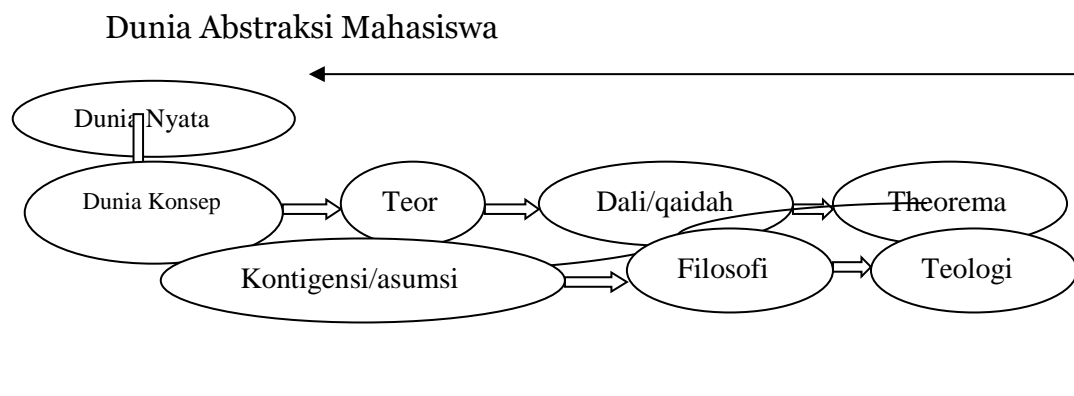 Dunia Abstraksi Mahasiswa
Dunia Nyata
Dunia Konsep
Teor
Dali/qaidah
Theorema
Kontigensi/asumsi
Filosofi
Teologi